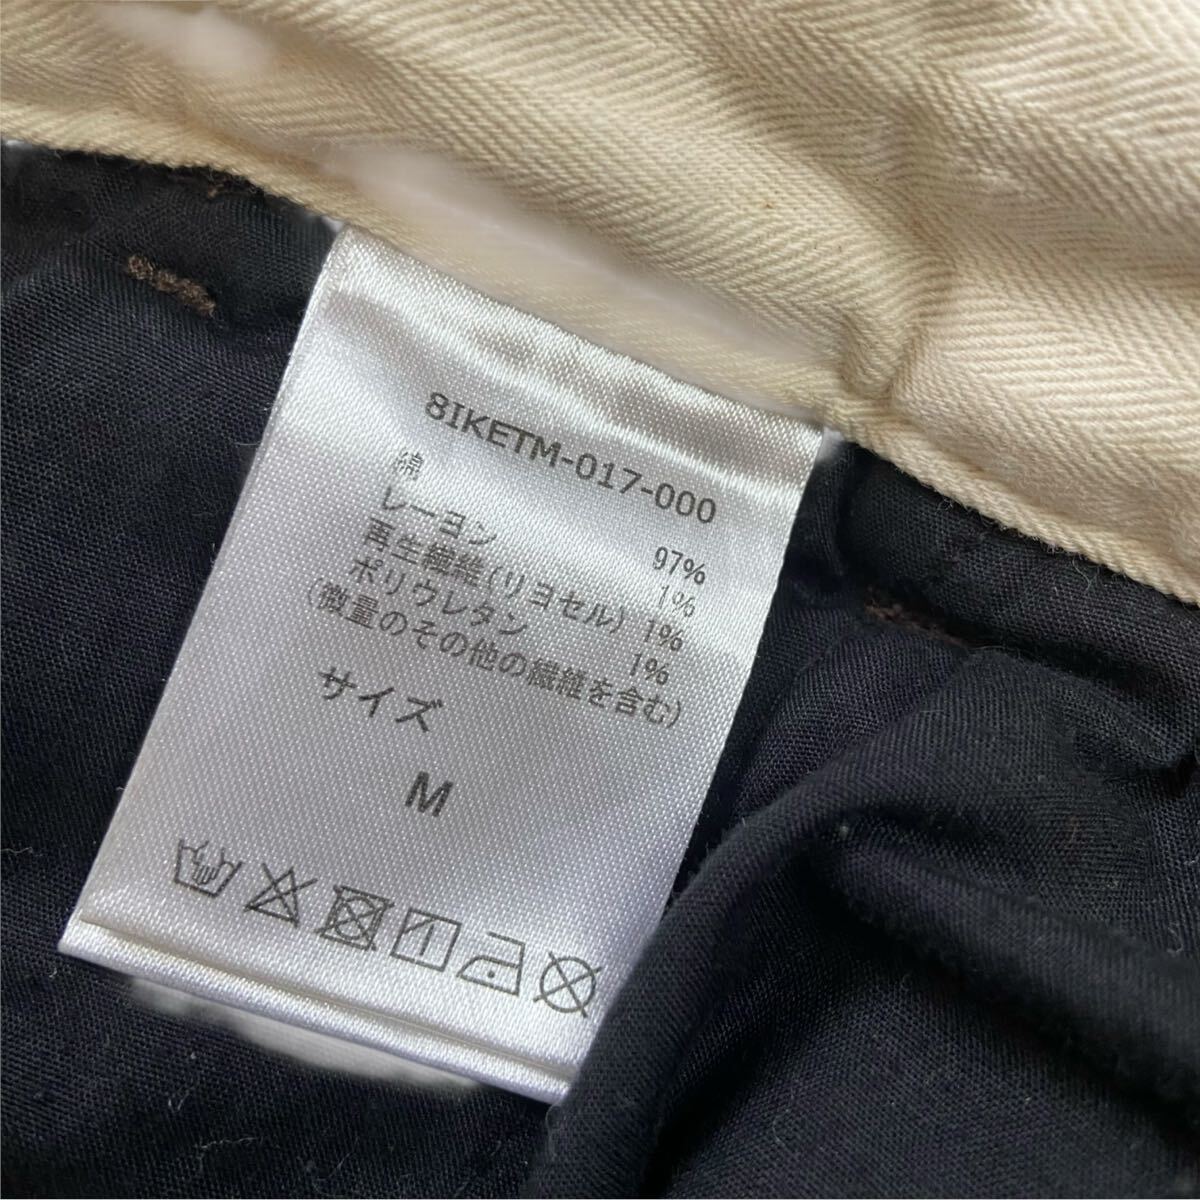 8IKETM-017-000
綿 97%
レーヨン 1%
再生繊維(リヨセル) 1%
ポリウレタン 1%
(微量のその他の繊維を含む)
サイズ
M